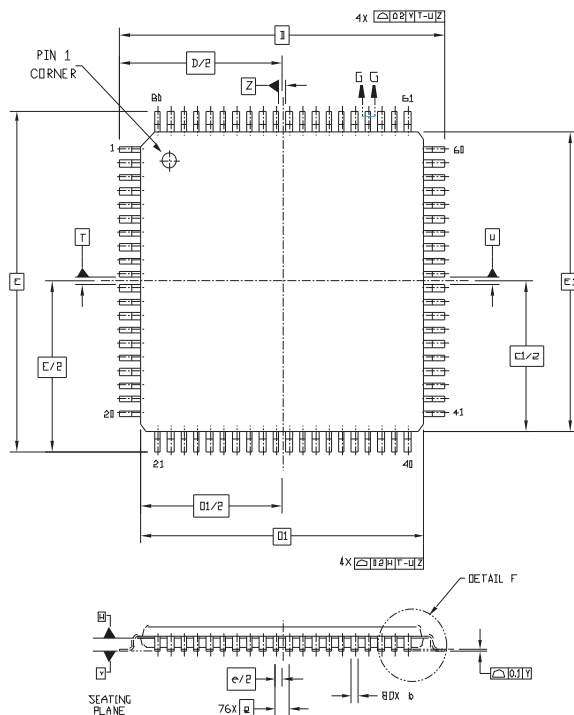 4X 0.2 Y T-U Z
D
D/2
PIN 1
CORNER
Z
G G
80
61
1
60
T
U
E
E1
E/2
E1/2
20
41
21
40
D1/2
D1
4X 0.2 H T-U Z
DETAIL F
H
Y
e/2
80X b
0.1 Y
SEATING
PLANE
76X e